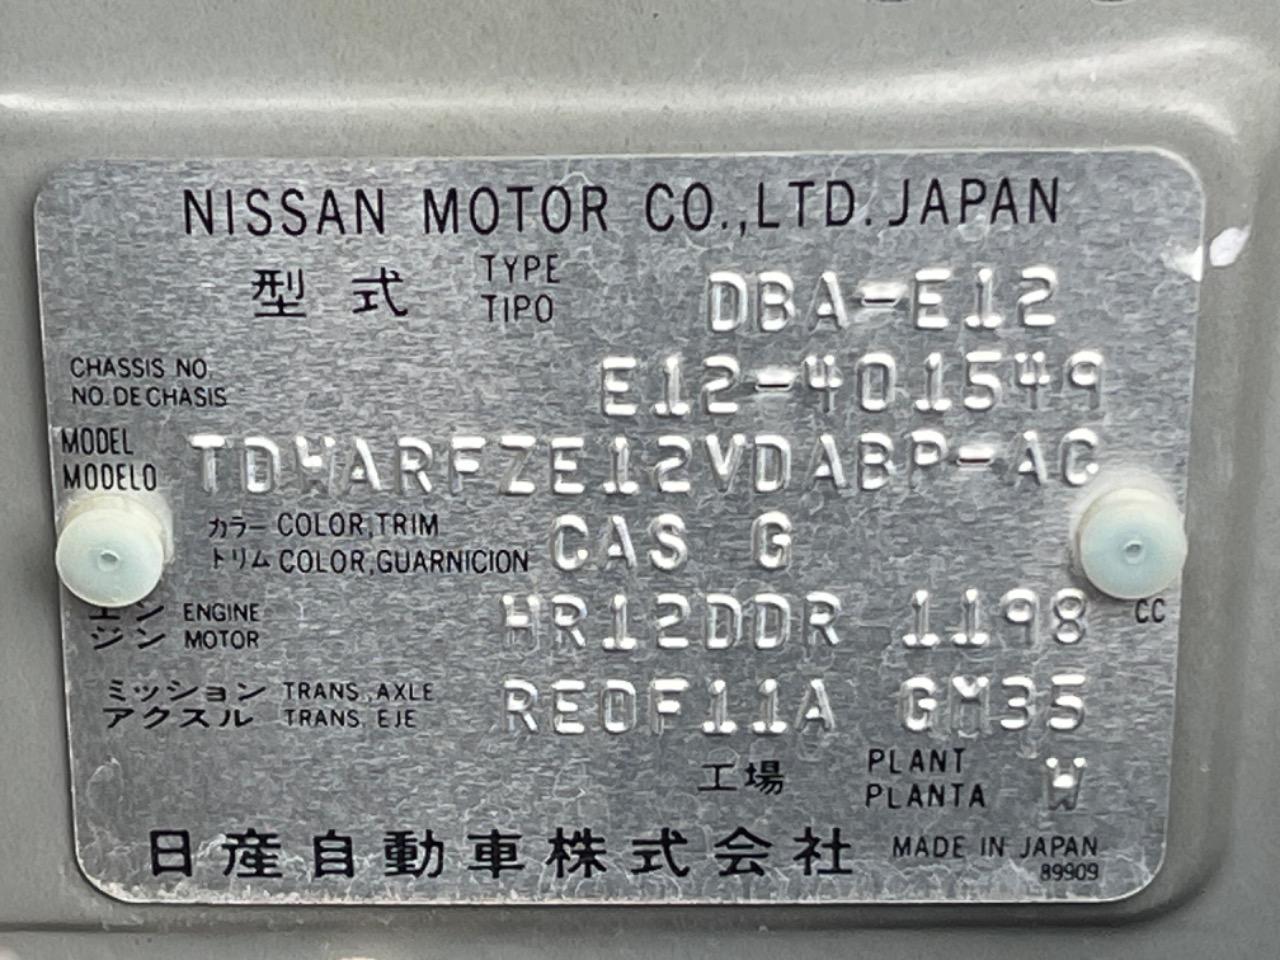 NISSAN MOTOR CO.,LTD. JAPAN
型式 TYPE DBA-E12
TIPO
CHASSIS NO. E12-401549
NO. DE CHASIS
MODEL TDWARFZE12VDABP-AG
MODELO
カラー COLOR,TRIM CAS G
トリム COLOR,GUARNICION
エン ENGINE HR12DDR 1198 CC
ジン MOTOR
ミッション TRANS.,AXLE RE0F11A GM35
アクスル TRANS. EJE
工場 PLANT W
PLANTA
日産自動車株式会社 MADE IN JAPAN
89909